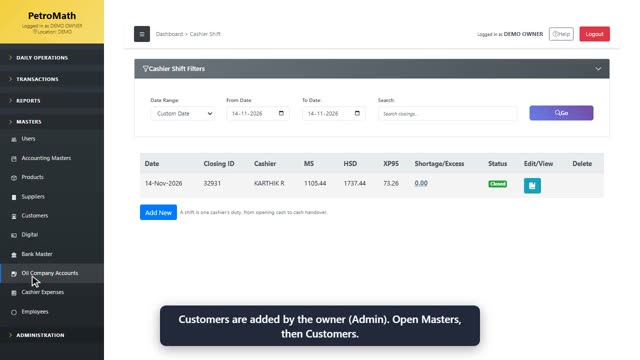 PetroMath
Logged in as DEMO OWNER
Location: DEMO
DAILY OPERATIONS
TRANSACTIONS
REPORTS
MASTERS
Users
Accounting Masters
Products
Suppliers
Customers
Digital
Bank Master
Oil Company Accounts
Cashier Expenses
Employees
ADMINISTRATION
Dashboard > Cashier Shift
Logged in as DEMO OWNER
Help
Logout
Cashier Shift Filters
Date Range: From Date: To Date: Search:
Custom Date 14-11-2026 14-11-2026 Search closings... Go
Date Closing ID Cashier MS HSD XP95 Shortage/Excess Status Edit/View Delete
14-Nov-2026 32931 KARTHIK R 1105.44 1737.44 73.26 0.00 Closed
Add New A shift is one cashier's duty, from opening cash to cash handover.
Customers are added by the owner (Admin). Open Masters,
then Customers.